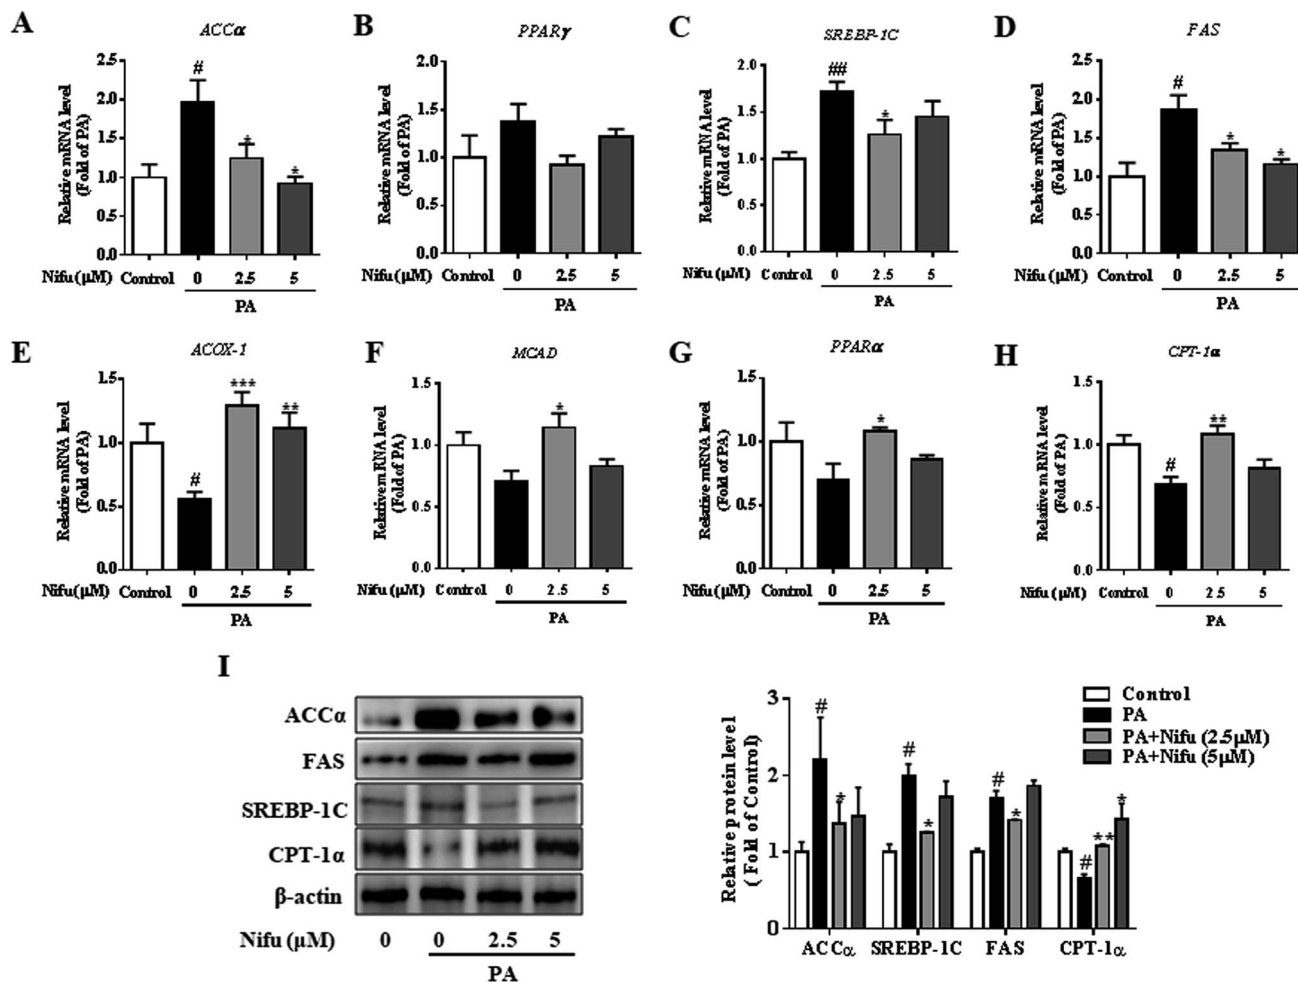 A
ACCα
Relative mRNA level
(Fold of PA)
2.5
2.0
1.5
1.0
0.5
0.0
#
*
*
Nifu (μM) Control 0 2.5 5
PA
B
PPARγ
Relative mRNA level
(Fold of PA)
2.0
1.5
1.0
0.5
0.0
Control 0 2.5 5
PA
C
SREBP-1C
Relative mRNA level
(Fold of PA)
2.0
1.5
1.0
0.5
0.0
##
*
Nifu (μM) Control 0 2.5 5
PA
D
FAS
Relative mRNA level
(Fold of PA)
2.5
2.0
1.5
1.0
0.5
0.0
#
*
*
Nifu (μM) Control 0 2.5 5
PA
E
ACOX-1
Relative mRNA level
(Fold of PA)
1.5
1.0
0.5
0.0
#
***
**
Nifu(μM) Control 0 2.5 5
PA
F
MCAD
Relative mRNA level
(Fold of PA)
1.5
1.0
0.5
0.0
*
Nifu (μM) Control 0 2.5 5
PA
G
PPARα
Relative mRNA level
(Fold of PA)
1.5
1.0
0.5
0.0
*
Nifu (μM) Control 0 2.5 5
PA
H
CPT-1α
Relative mRNA level
(Fold of PA)
1.5
1.0
0.5
0.0
#
**
Nifu (μM) Control 0 2.5 5
PA
I
ACCα
FAS
SREBP-1C
CPT-1α
β-actin
Nifu (μM) 0 0 2.5 5
PA
Relative protein level
( Fold of Control)
3
2
1
0
#
*
#
*
#
*
#
**
*
ACCα SREBP-1C FAS CPT-1α
Control
PA
PA+Nifu (2.5μM)
PA+Nifu (5μM)